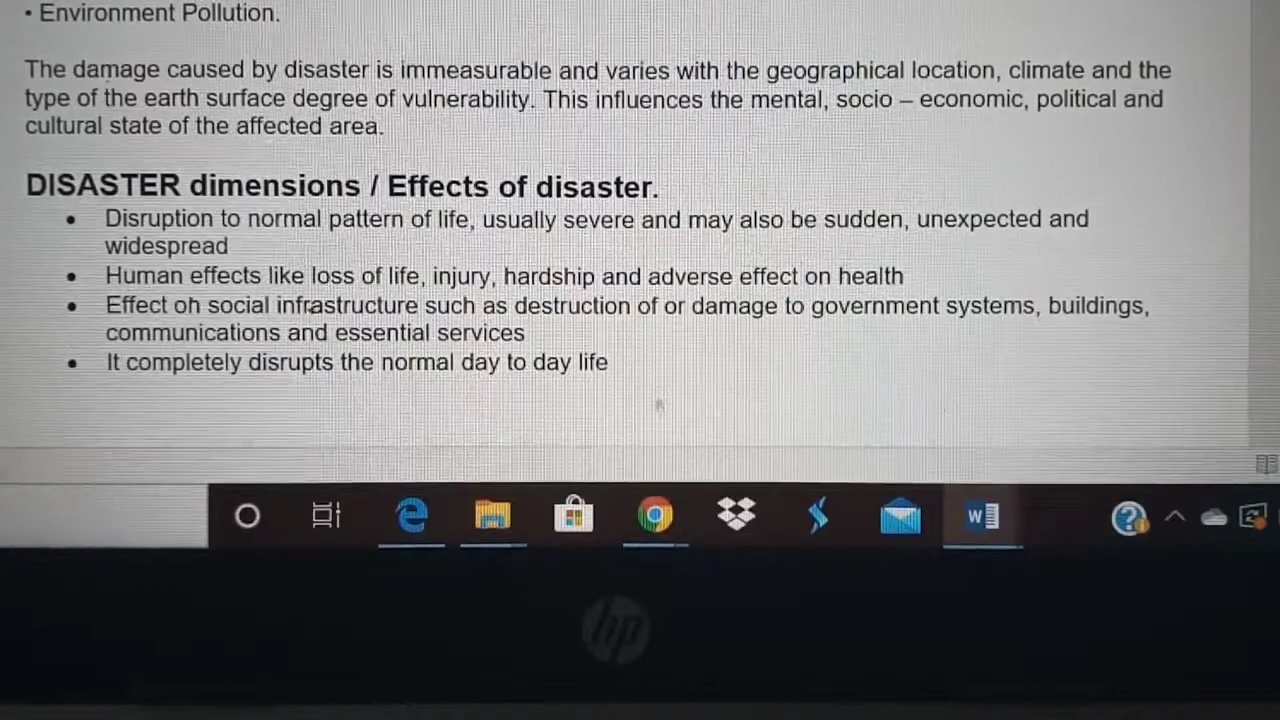 • Environment Pollution.
The damage caused by disaster is immeasurable and varies with the geographical location, climate and the
type of the earth surface degree of vulnerability. This influences the mental, socio – economic, political and
cultural state of the affected area.
DISASTER dimensions / Effects of disaster.
• Disruption to normal pattern of life, usually severe and may also be sudden, unexpected and
widespread
• Human effects like loss of life, injury, hardship and adverse effect on health
• Effect on social infrastructure such as destruction of or damage to government systems, buildings,
communications and essential services
• It completely disrupts the normal day to day life
W
?
hp